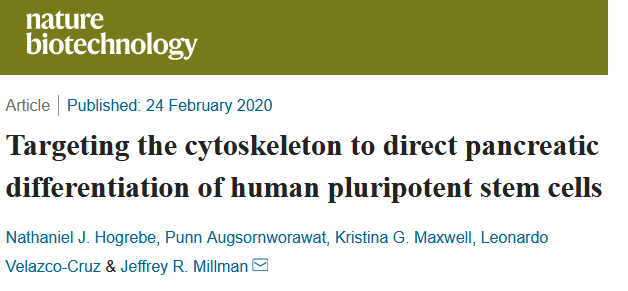 nature
biotechnology
Article | Published: 24 February 2020
Targeting the cytoskeleton to direct pancreatic
differentiation of human pluripotent stem cells
Nathaniel J. Hogrebe, Punn Augsornworawat, Kristina G. Maxwell, Leonardo
Velazco-Cruz & Jeffrey R. Millman